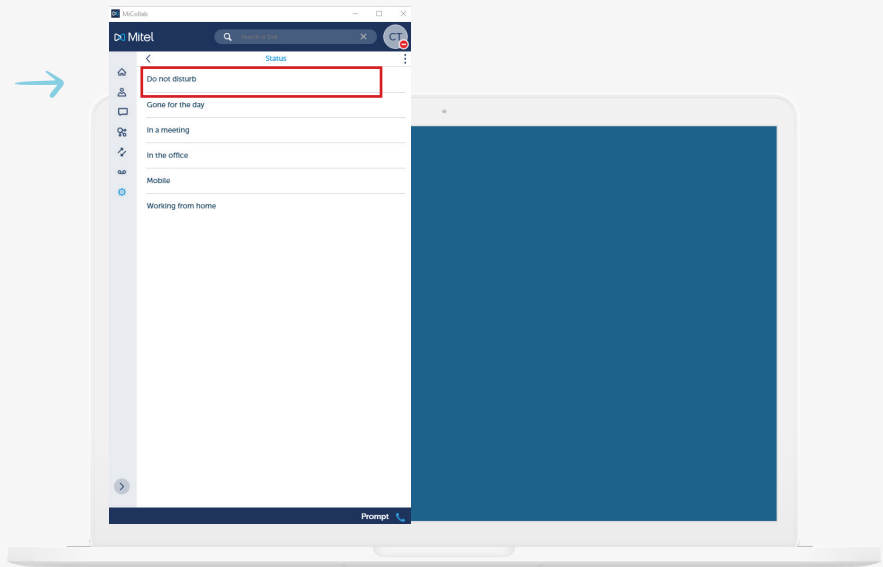 MiCollab
Mitel
CT
Status
Do not disturb
Gone for the day
In a meeting
In the office
Mobile
Working from home
Prompt